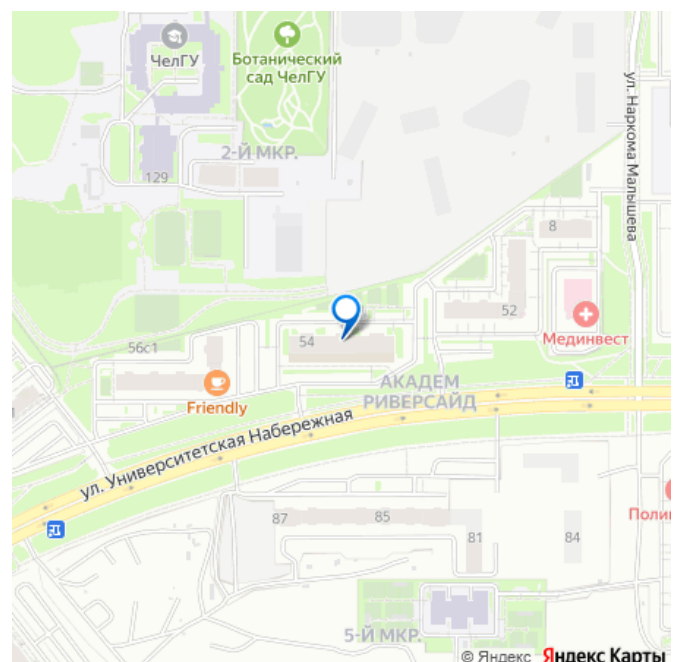 ЧелГУ
Ботанический
сад ЧелГУ
2-Й МКР.
129
ул. Наркома Малышева
8
52
Мединвест
54
56с1
Friendly
АКАДЕМ
РИВЕРСАЙД
ул. Университетская Набережная
87
85
81
84
Поли
5-Й МКР.
© Яндекс Яндекс Карты